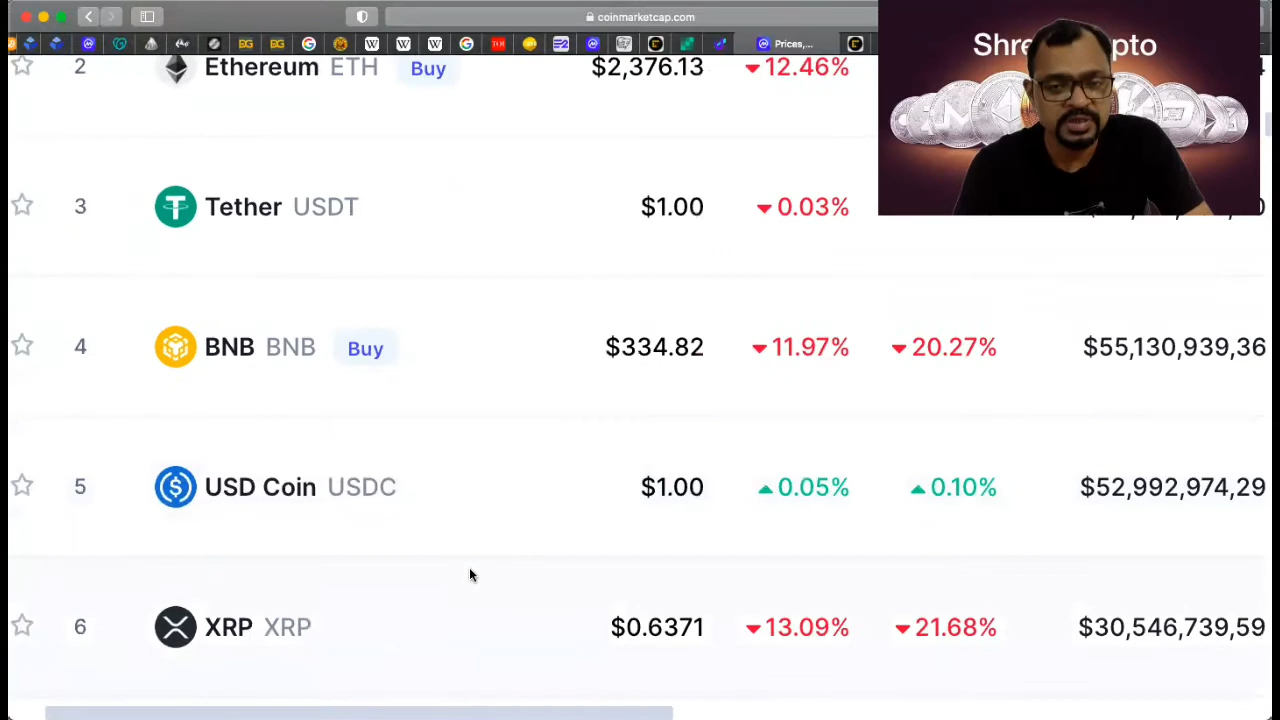 coinmarketcap.com
Prices,...
2 Ethereum ETH Buy $2,376.13 12.46%
3 Tether USDT $1.00 0.03%
4 BNB BNB Buy $334.82 11.97% 20.27% $55,130,939,36
5 USD Coin USDC $1.00 0.05% 0.10% $52,992,974,29
6 XRP XRP $0.6371 13.09% 21.68% $30,546,739,59